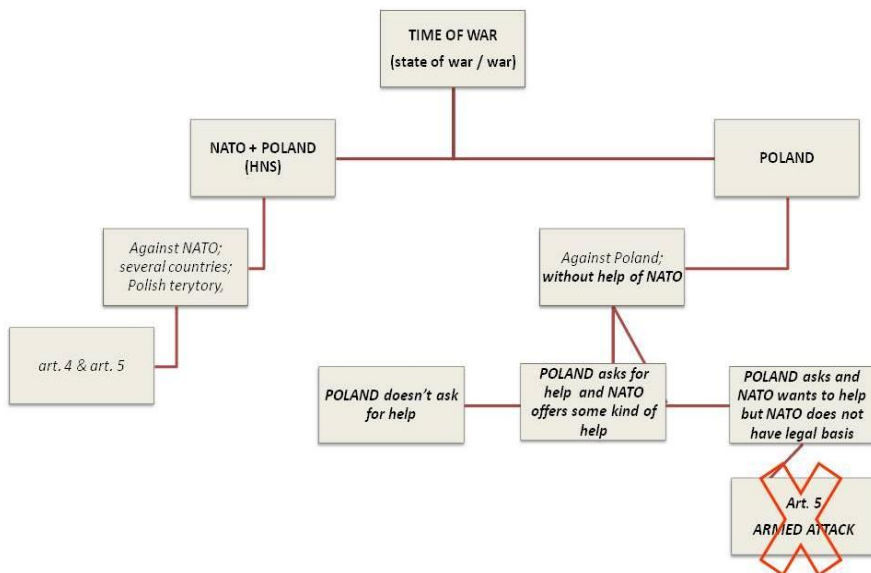 TIME OF WAR
(state of war / war)
NATO + POLAND
(HNS)
POLAND
Against NATO;
several countries;
Polish terytory,
Against Poland;
without help of NATO
art. 4 & art. 5
POLAND doesn't ask
for help
POLAND asks for
help and NATO
offers some kind of
help
POLAND asks and
NATO wants to help
but NATO does not
have legal basis
Art. 5
ARMED ATTACK